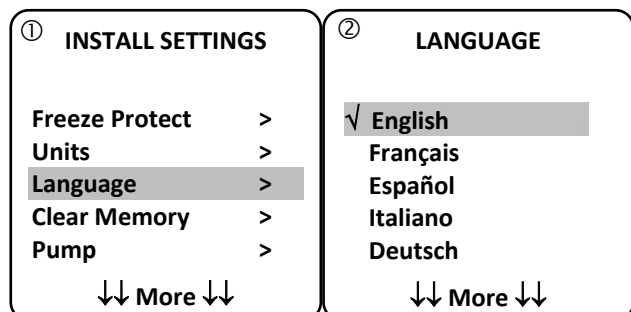 ① INSTALL SETTINGS
Freeze Protect >
Units >
Language >
Clear Memory >
Pump >
↓↓ More ↓↓
② LANGUAGE
√ English
Français
Español
Italiano
Deutsch
↓↓ More ↓↓